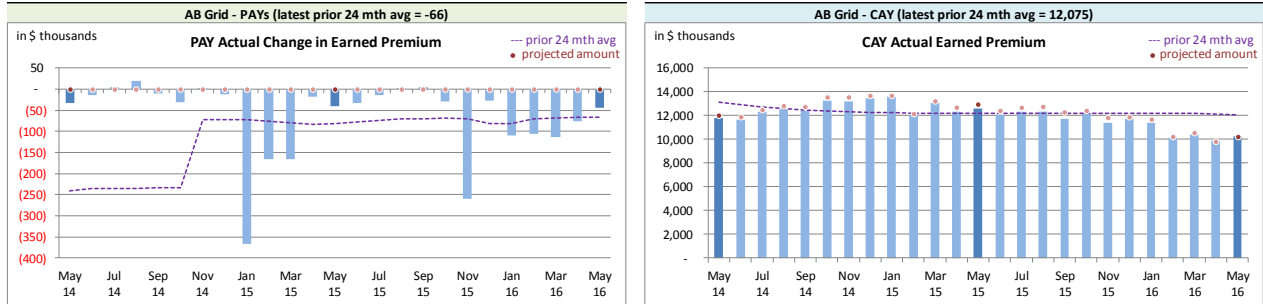 AB Grid - PAYs (latest prior 24 mth avg = -66)
in $ thousands
PAY Actual Change in Earned Premium
prior 24 mth avg
projected amount
50
-
(50)
(100)
(150)
(200)
(250)
(300)
(350)
(400)
May Jul Sep Nov Jan Mar May Jul Sep Nov Jan Mar May
14 14 14 14 15 15 15 15 15 15 16 16 16
AB Grid - CAY (latest prior 24 mth avg = 12,075)
in $ thousands
CAY Actual Earned Premium
prior 24 mth avg
projected amount
16,000
14,000
12,000
10,000
8,000
6,000
4,000
2,000
-
May Jul Sep Nov Jan Mar May Jul Sep Nov Jan Mar May
14 14 14 14 15 15 15 15 15 15 16 16 16